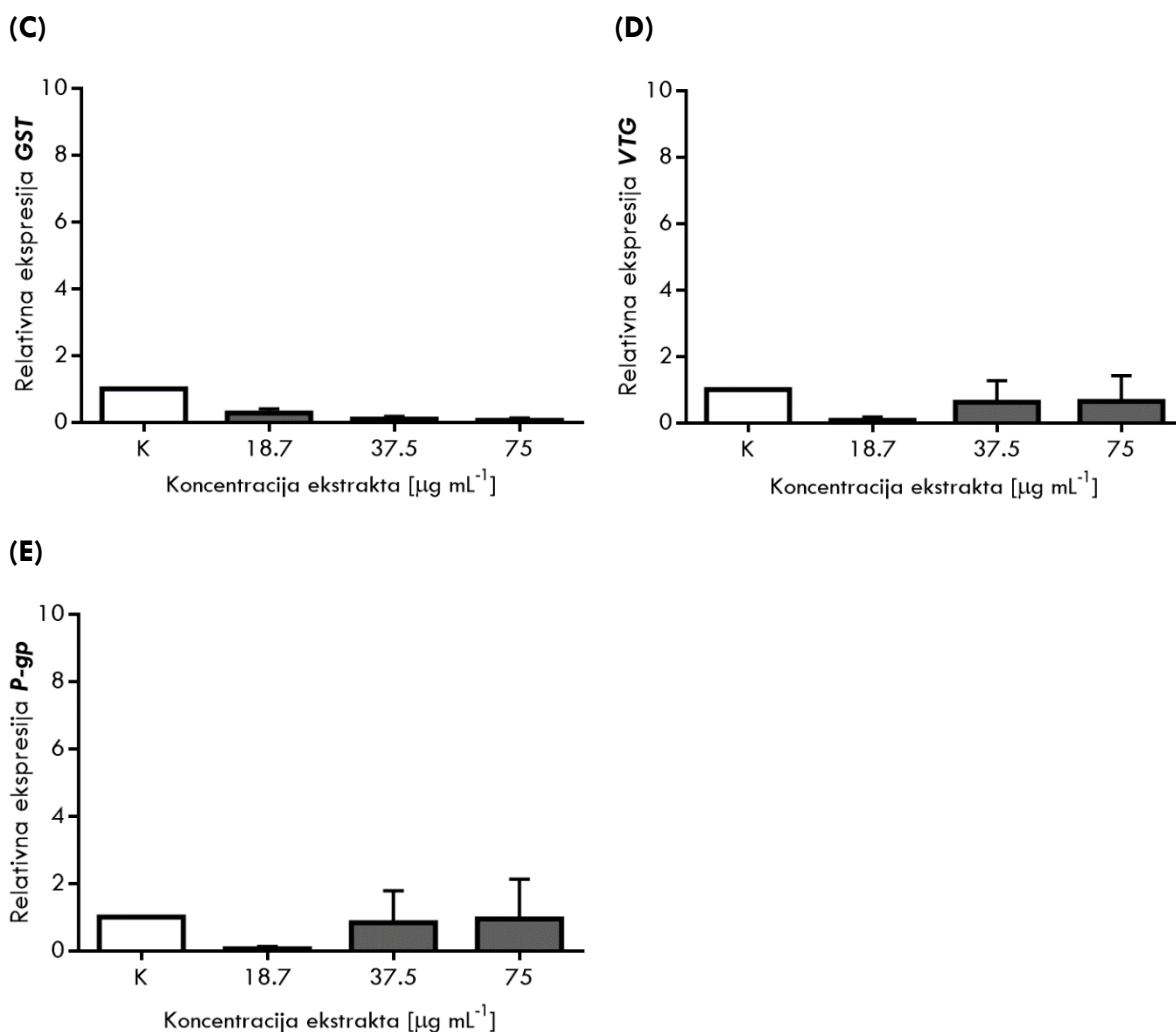 (C)
Relativna ekspresija GST
10
8
6
4
2
0
K 18.7 37.5 75
Koncentracija ekstrakta [µg mL⁻¹]
(D)
Relativna ekspresija VTG
10
8
6
4
2
0
K 18.7 37.5 75
Koncentracija ekstrakta [µg mL⁻¹]
(E)
Relativna ekspresija P-gp
10
8
6
4
2
0
K 18.7 37.5 75
Koncentracija ekstrakta [µg mL⁻¹]